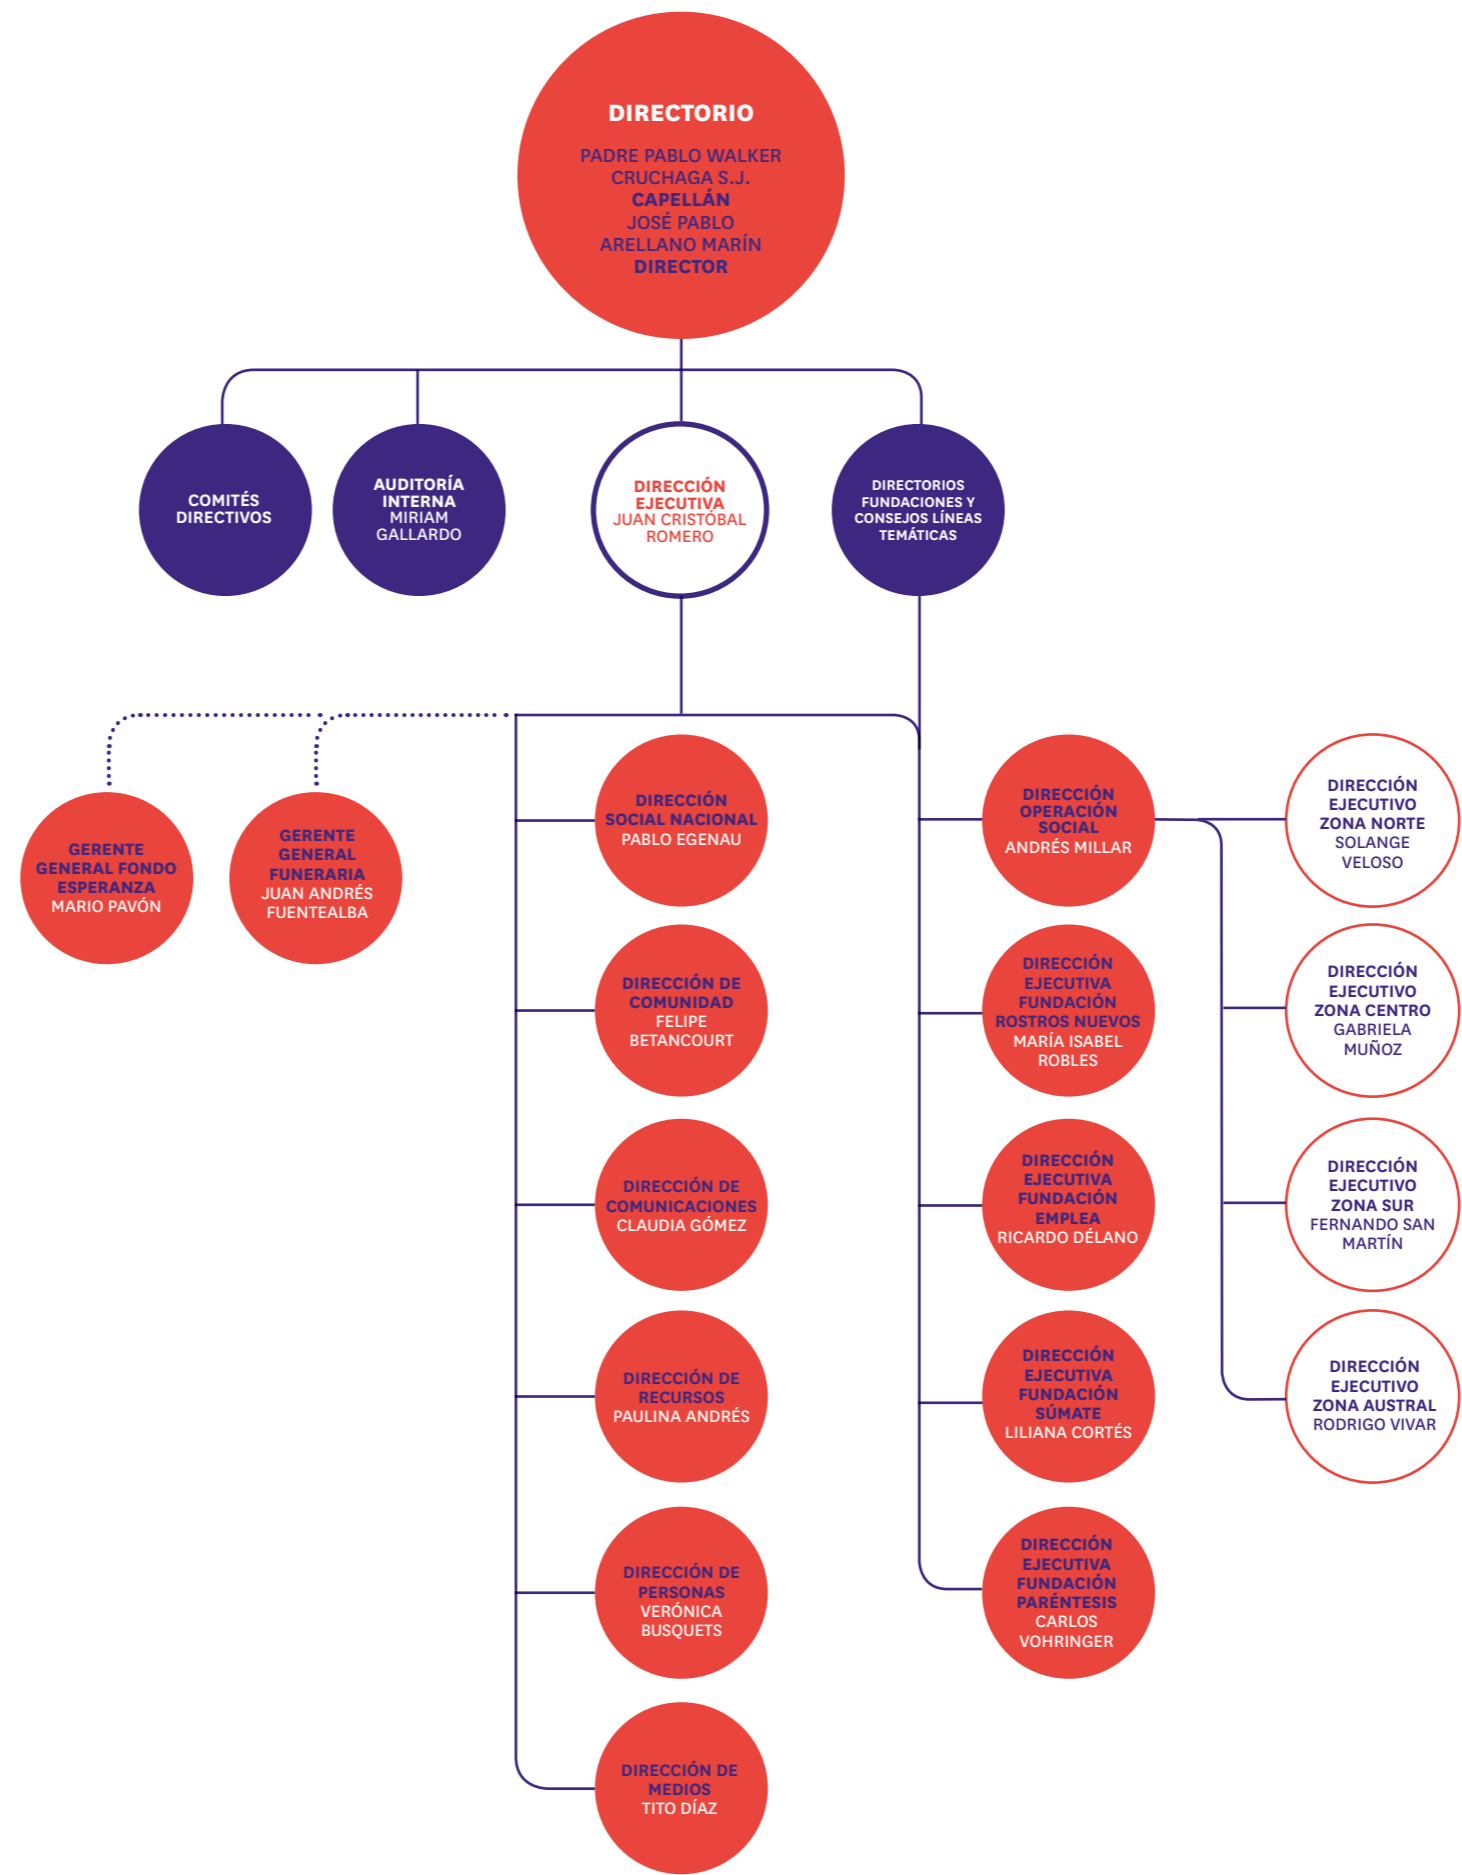 DIRECTORIO
PADRE PABLO WALKER
CRUCHAGA S.J.
CAPELLÁN
JOSÉ PABLO
ARELLANO MARÍN
DIRECTOR
COMITÉS
DIRECTIVOS
AUDITORÍA
INTERNA
MIRIAM
GALLARDO
DIRECCIÓN
EJECUTIVA
JUAN CRISTÓBAL
ROMERO
DIRECTORIOS
FUNDACIONES Y
CONSEJOS LÍNEAS
TEMÁTICAS
GERENTE
GENERAL FONDO
ESPERANZA
MARIO PAVÓN
GERENTE
GENERAL
FUNERARIA
JUAN ANDRÉS
FUENTEALBA
DIRECCIÓN
SOCIAL NACIONAL
PABLO EGENAU
DIRECCIÓN DE
COMUNIDAD
FELIPE
BETANCOURT
DIRECCIÓN DE
COMUNICACIONES
CLAUDIA GÓMEZ
DIRECCIÓN DE
RECURSOS
PAULINA ANDRÉS
DIRECCIÓN DE
PERSONAS
VERÓNICA
BUSQUETS
DIRECCIÓN DE
MEDIOS
TITO DÍAZ
DIRECCIÓN
OPERACIÓN
SOCIAL
ANDRÉS MILLAR
DIRECCIÓN
EJECUTIVA
FUNDACIÓN
ROSTROS NUEVOS
MARÍA ISABEL
ROBLES
DIRECCIÓN
EJECUTIVA
FUNDACIÓN
EMPLEA
RICARDO DÉLANO
DIRECCIÓN
EJECUTIVA
FUNDACIÓN
SÚMATE
LILIANA CORTÉS
DIRECCIÓN
EJECUTIVA
FUNDACIÓN
PARÉNTESIS
CARLOS
VOHRINGER
DIRECCIÓN
EJECUTIVO
ZONA NORTE
SOLANGE
VELOSO
DIRECCIÓN
EJECUTIVO
ZONA CENTRO
GABRIELA
MUÑOZ
DIRECCIÓN
EJECUTIVO
ZONA SUR
FERNANDO SAN
MARTÍN
DIRECCIÓN
EJECUTIVO
ZONA AUSTRAL
RODRIGO VIVAR